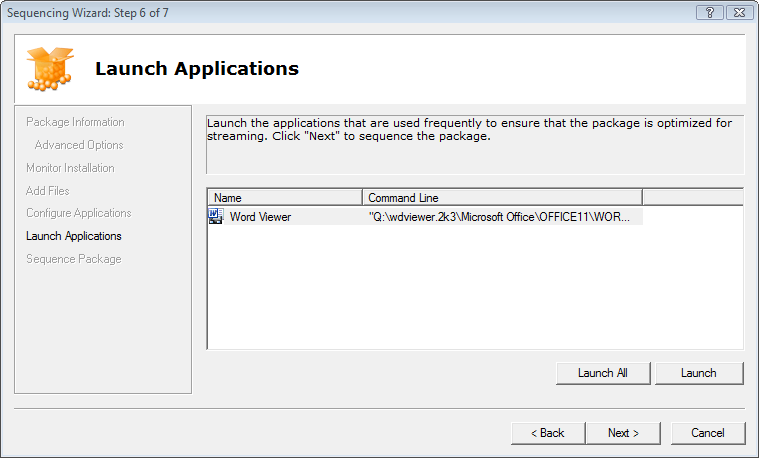 Sequencing Wizard: Step 6 of 7
Launch Applications
Package Information
Advanced Options
Monitor Installation
Add Files
Configure Applications
Launch Applications
Sequence Package
Launch the applications that are used frequently to ensure that the package is optimized for
streaming. Click "Next" to sequence the package.
Name Command Line
Word Viewer "Q:\wdviewer.2k3\Microsoft Office\OFFICE11\WOR...
Launch All Launch
< Back Next > Cancel